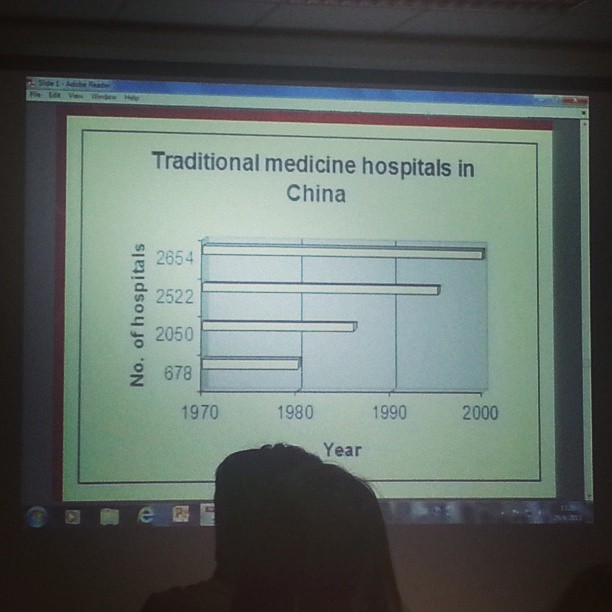 Slide 1 - Adobe Reader
File Edit View Window Help
Traditional medicine hospitals in
China
No. of hospitals
2654
2522
2050
678
1970 1980 1990 2000
Year